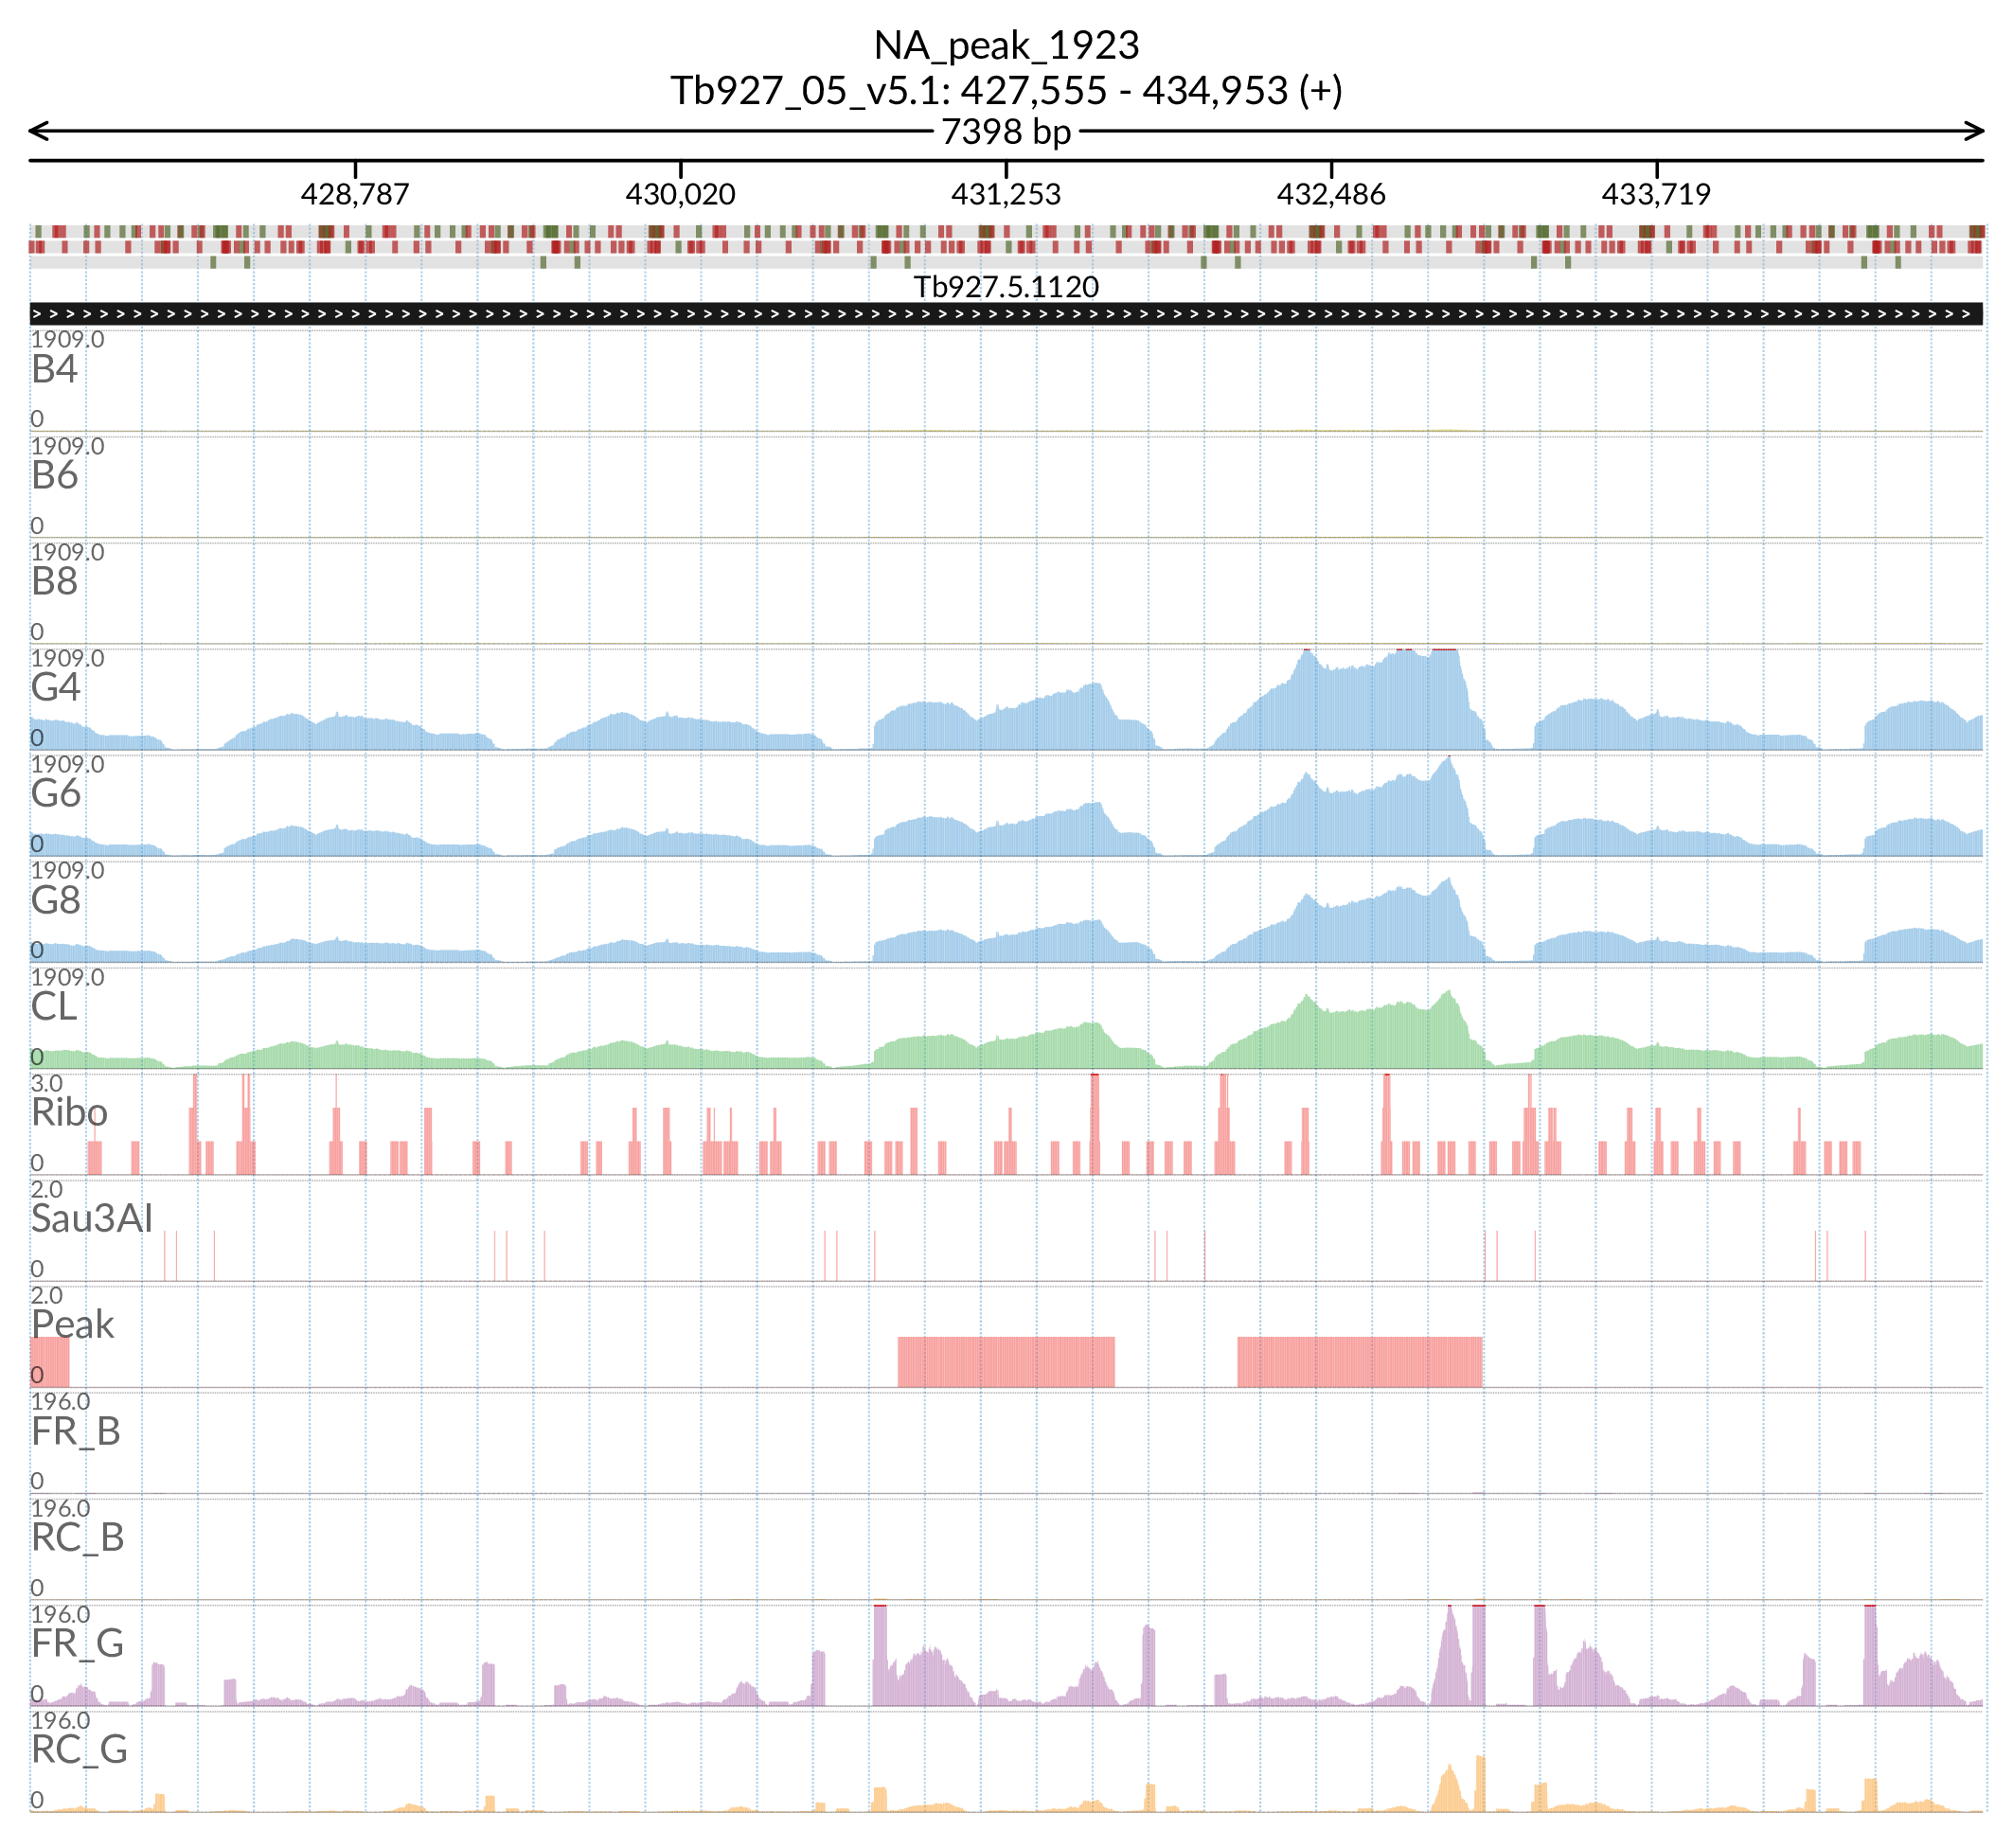 NA_peak_1923
Tb927_05_v5.1: 427,555 - 434,953 (+)
7398 bp
428,787 430,020 431,253 432,486 433,719
Tb927.5.1120
1909.0
B4
0
1909.0
B6
0
1909.0
B8
0
1909.0
G4
0
1909.0
G6
0
1909.0
G8
0
1909.0
CL
0
3.0
Ribo
0
2.0
Sau3AI
0
2.0
Peak
0
196.0
FR_B
0
196.0
RC_B
0
196.0
FR_G
0
196.0
RC_G
0